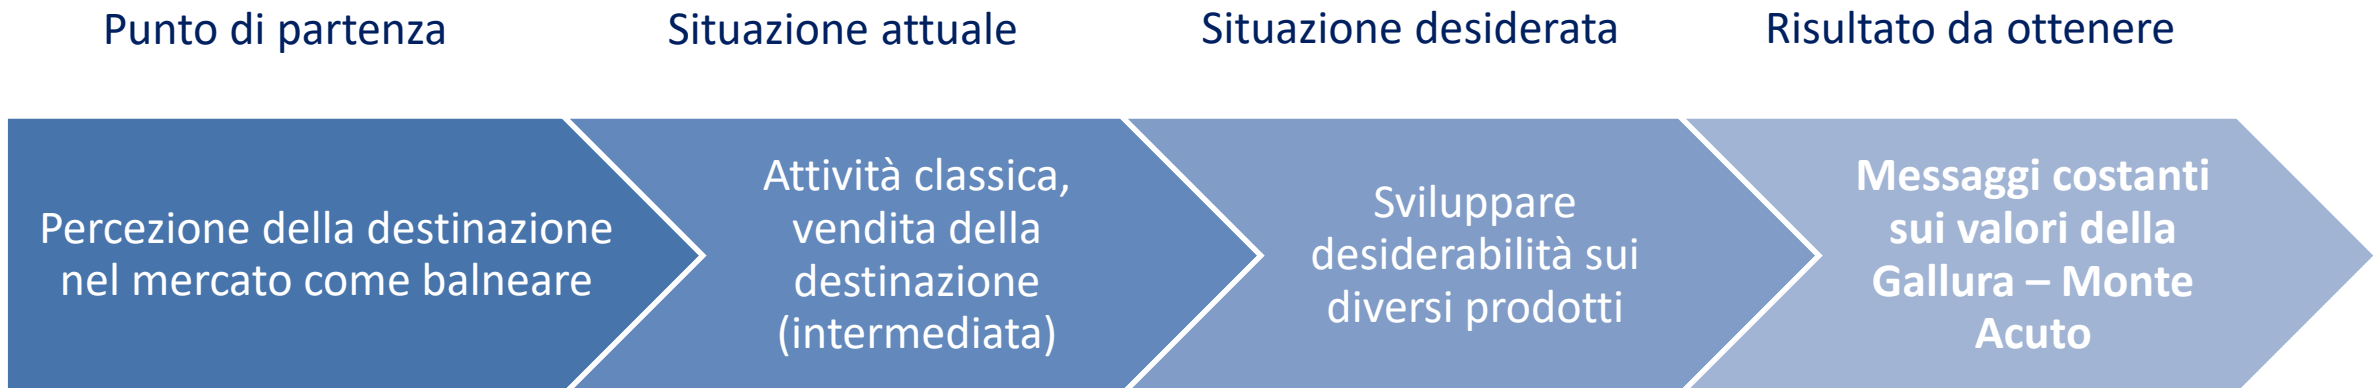 Punto di partenza
Situazione attuale
Situazione desiderata
Risultato da ottenere
Percezione della destinazione
nel mercato come balneare
Attività classica,
vendita della
destinazione
(intermediata)
Sviluppare
desiderabilità sui
diversi prodotti
Messaggi costanti
sui valori della
Gallura – Monte
Acuto